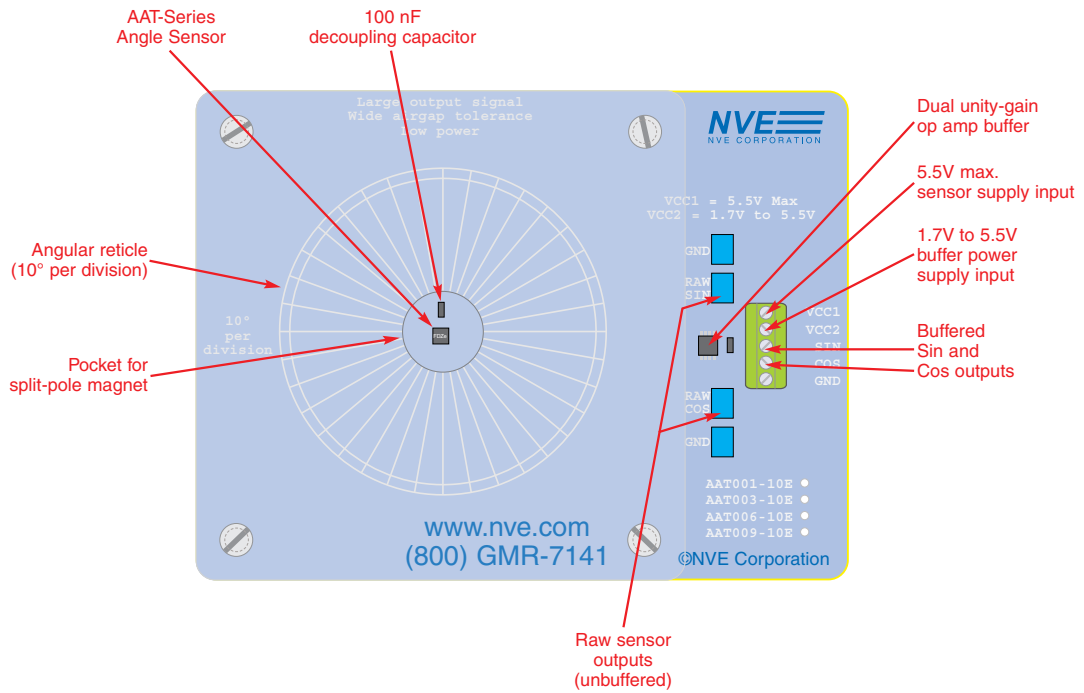 AAT-Series
Angle Sensor
100 nF
decoupling capacitor
Large output signal
Wide airgap tolerance
Low power
NVE
NVE CORPORATION
Dual unity-gain
op amp buffer
5.5V max.
sensor supply input
VCC1 = 5.5V Max
VCC2 = 1.7V to 5.5V
1.7V to 5.5V
buffer power
supply input
Angular reticle
(10° per division)
GND
RAW
SIN
10°
per
division
FDZs
VCC1
VCC2
SIN
COS
GND
Buffered
Sin and
Cos outputs
Pocket for
split-pole magnet
RAW
COS
GND
AAT001-10E
AAT003-10E
AAT006-10E
AAT009-10E
www.nve.com
(800) GMR-7141
©NVE Corporation
Raw sensor
outputs
(unbuffered)